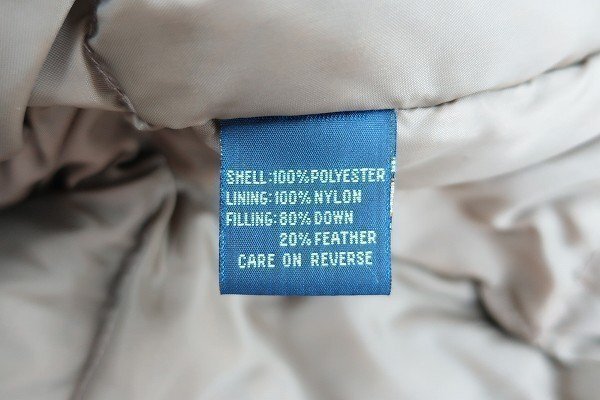 SHELL:100%POLYESTER
LINING:100%NYLON
FILLING:80%DOWN
20%FEATHER
CARE ON REVERSE